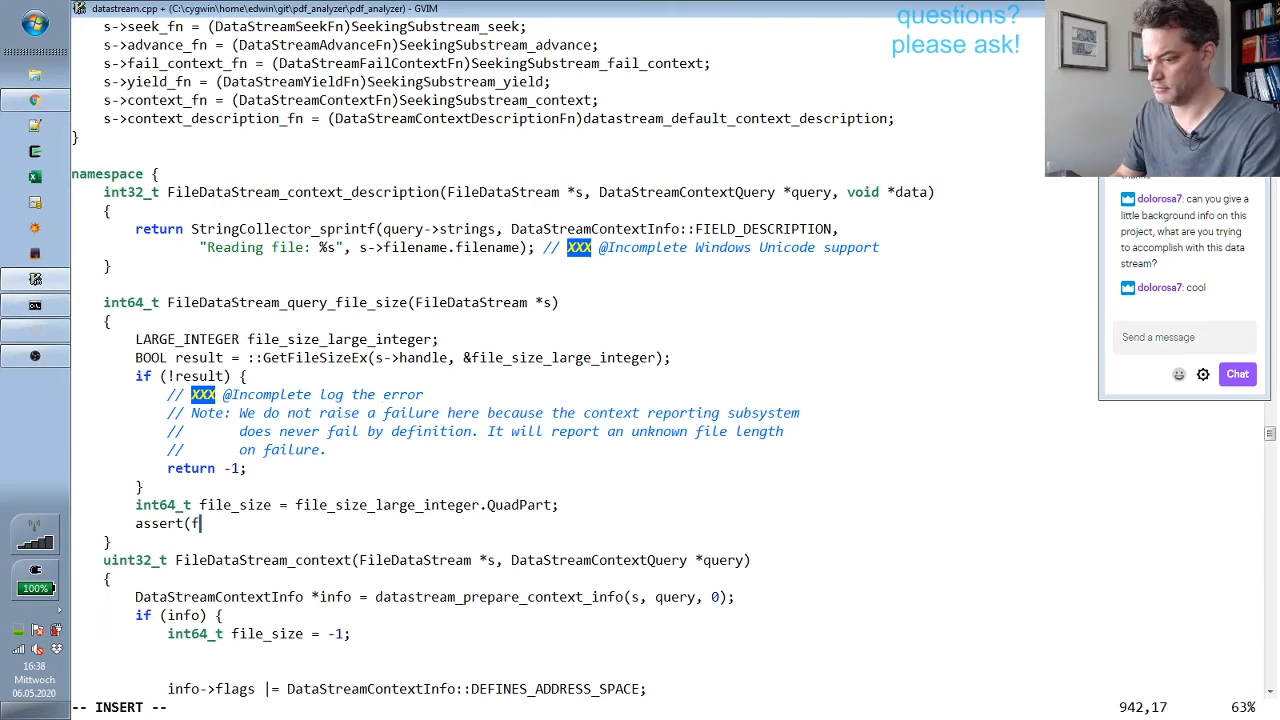 datastream.cpp + (C:\cygwin\home\edwin\git\pdf_analyzer\pdf_analyzer) - GVIM
questions?
please ask!
s->seek_fn = (DataStreamSeekFn)SeekingSubstream_seek;
s->advance_fn = (DataStreamAdvanceFn)SeekingSubstream_advance;
s->fail_context_fn = (DataStreamFailContextFn)SeekingSubstream_fail_context;
s->yield_fn = (DataStreamYieldFn)SeekingSubstream_yield;
s->context_fn = (DataStreamContextFn)SeekingSubstream_context;
s->context_description_fn = (DataStreamContextDescriptionFn)datastream_default_context_description;
}
namespace {
int32_t FileDataStream_context_description(FileDataStream *s, DataStreamContextQuery *query, void *data)
{
return StringCollector_sprintf(query->strings, DataStreamContextInfo::FIELD_DESCRIPTION,
"Reading file: %s", s->filename.filename); // XXX @Incomplete Windows Unicode support
}
int64_t FileDataStream_query_file_size(FileDataStream *s)
{
LARGE_INTEGER file_size_large_integer;
BOOL result = ::GetFileSizeEx(s->handle, &file_size_large_integer);
if (!result) {
// XXX @Incomplete log the error
// Note: We do not raise a failure here because the context reporting subsystem
// does never fail by definition. It will report an unknown file length
// on failure.
return -1;
}
int64_t file_size = file_size_large_integer.QuadPart;
assert(f
}
uint32_t FileDataStream_context(FileDataStream *s, DataStreamContextQuery *query)
{
DataStreamContextInfo *info = datastream_prepare_context_info(s, query, 0);
if (info) {
int64_t file_size = -1;
info->flags |= DataStreamContextInfo::DEFINES_ADDRESS_SPACE;
-- INSERT --
942,17
63%
dolorosa7: can you give a
little background info on this
project, what are you trying
to accomplish with this data
stream?
dolorosa7: cool
Send a message
Chat
100%
16:38
Mittwoch
06.05.2020